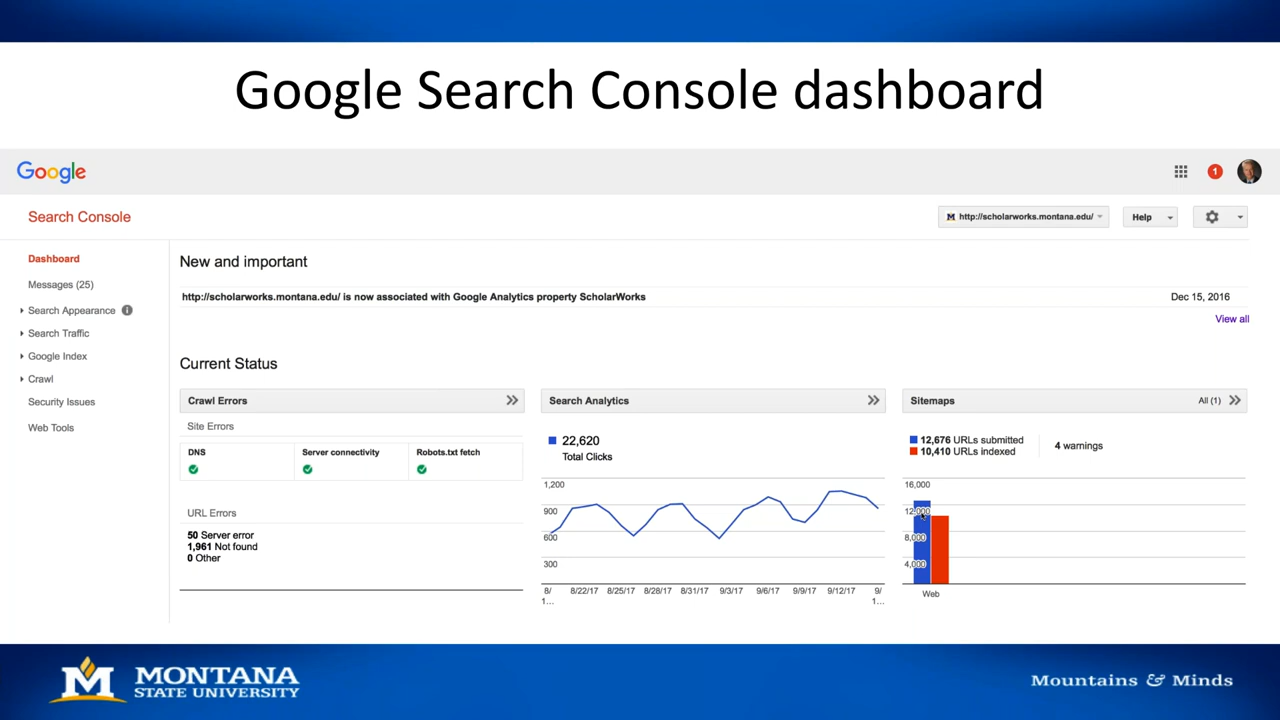 Google Search Console dashboard
Google
1
Search Console
http://scholarworks.montana.edu/
Help
Dashboard
Messages (25)
Search Appearance i
Search Traffic
Google Index
Crawl
Security Issues
Web Tools
New and important
http://scholarworks.montana.edu/ is now associated with Google Analytics property ScholarWorks
Dec 15, 2016
View all
Current Status
Crawl Errors
Site Errors
DNS
Server connectivity
Robots.txt fetch
URL Errors
50 Server error
1,961 Not found
0 Other
Search Analytics
22,620
Total Clicks
1,200
900
600
300
8/
1...
8/22/17
8/25/17
8/28/17
8/31/17
9/3/17
9/6/17
9/9/17
9/12/17
9/
1...
Sitemaps
All (1)
12,676 URLs submitted
10,410 URLs indexed
4 warnings
16,000
12,000
8,000
4,000
Web
M MONTANA
STATE UNIVERSITY
Mountains & Minds